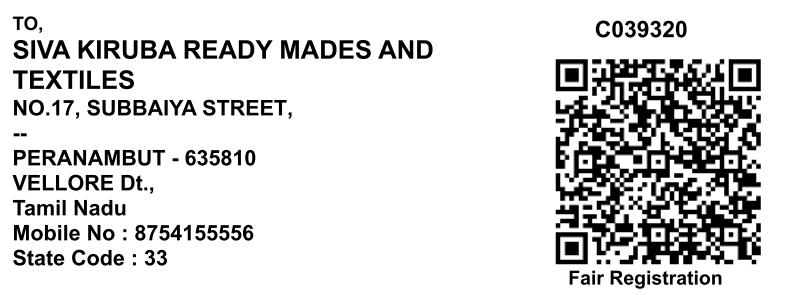 TO,
SIVA KIRUBA READY MADES AND
TEXTILES
NO.17, SUBBAIYA STREET,
--
PERANAMBUT - 635810
VELLORE Dt.,
Tamil Nadu
Mobile No : 8754155556
State Code : 33
C039320
Fair Registration